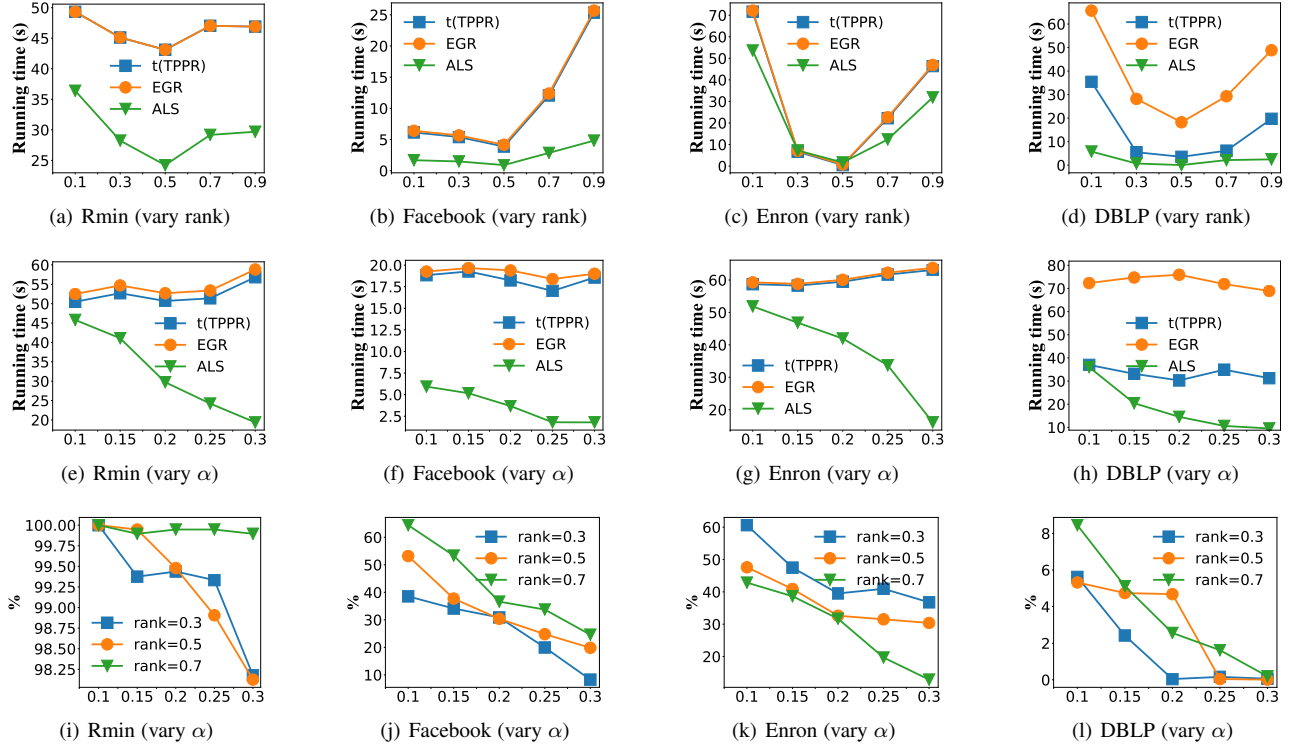 Running time (s)
50
45
40
35
30
25
t(TPPR)
EGR
ALS
0.1 0.3 0.5 0.7 0.9
(a) Rmin (vary rank)
Running time (s)
25
20
15
10
5
0
t(TPPR)
EGR
ALS
0.1 0.3 0.5 0.7 0.9
(b) Facebook (vary rank)
Running time (s)
70
60
50
40
30
20
10
0
t(TPPR)
EGR
ALS
0.1 0.3 0.5 0.7 0.9
(c) Enron (vary rank)
Running time (s)
60
50
40
30
20
10
0
t(TPPR)
EGR
ALS
0.1 0.3 0.5 0.7 0.9
(d) DBLP (vary rank)
Running time (s)
60
55
50
45
40
35
30
25
20
t(TPPR)
EGR
ALS
0.1 0.15 0.2 0.25 0.3
(e) Rmin (vary α)
Running time (s)
20.0
17.5
15.0
12.5
10.0
7.5
5.0
2.5
t(TPPR)
EGR
ALS
0.1 0.15 0.2 0.25 0.3
(f) Facebook (vary α)
Running time (s)
60
50
40
30
20
t(TPPR)
EGR
ALS
0.1 0.15 0.2 0.25 0.3
(g) Enron (vary α)
Running time (s)
80
70
60
50
40
30
20
10
t(TPPR)
EGR
ALS
0.1 0.15 0.2 0.25 0.3
(h) DBLP (vary α)
%
100.00
99.75
99.50
99.25
99.00
98.75
98.50
98.25
rank=0.3
rank=0.5
rank=0.7
0.1 0.15 0.2 0.25 0.3
(i) Rmin (vary α)
%
60
50
40
30
20
10
rank=0.3
rank=0.5
rank=0.7
0.1 0.15 0.2 0.25 0.3
(j) Facebook (vary α)
%
60
50
40
30
20
rank=0.3
rank=0.5
rank=0.7
0.1 0.15 0.2 0.25 0.3
(k) Enron (vary α)
%
8
6
4
2
0
rank=0.3
rank=0.5
rank=0.7
0.1 0.15 0.2 0.25 0.3
(l) DBLP (vary α)